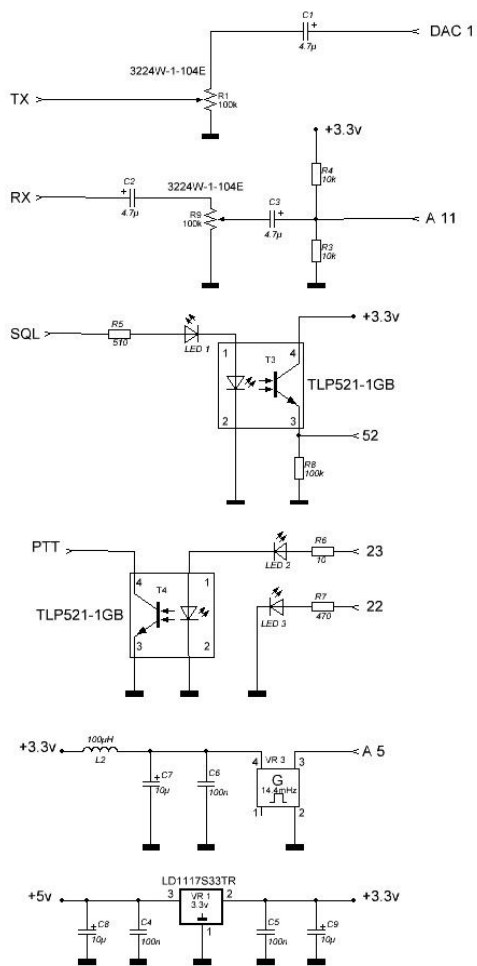 C1
+
4.7µ
DAC 1
3224W-1-104E
TX
R1
100k
+3.3v
R4
10k
3224W-1-104E
C2
+
4.7µ
RX
R9
100k
C3
+
4.7µ
A 11
R3
10k
SQL
R5
510
LED 1
+3.3v
1
4
T3
TLP521-1GB
2
3
52
R8
100k
PTT
4
1
T4
TLP521-1GB
3
2
LED 2
R6
10
23
LED 3
R7
470
22
+3.3v
100µH
L2
+
C7
10µ
C6
100n
4
VR 3
3
G
14.4mHz
1
2
A 5
LD1117S33TR
+5v
3
VR 1
3.3v
2
1
+3.3v
+
C8
10µ
C4
100n
C5
100n
+
C9
10µ